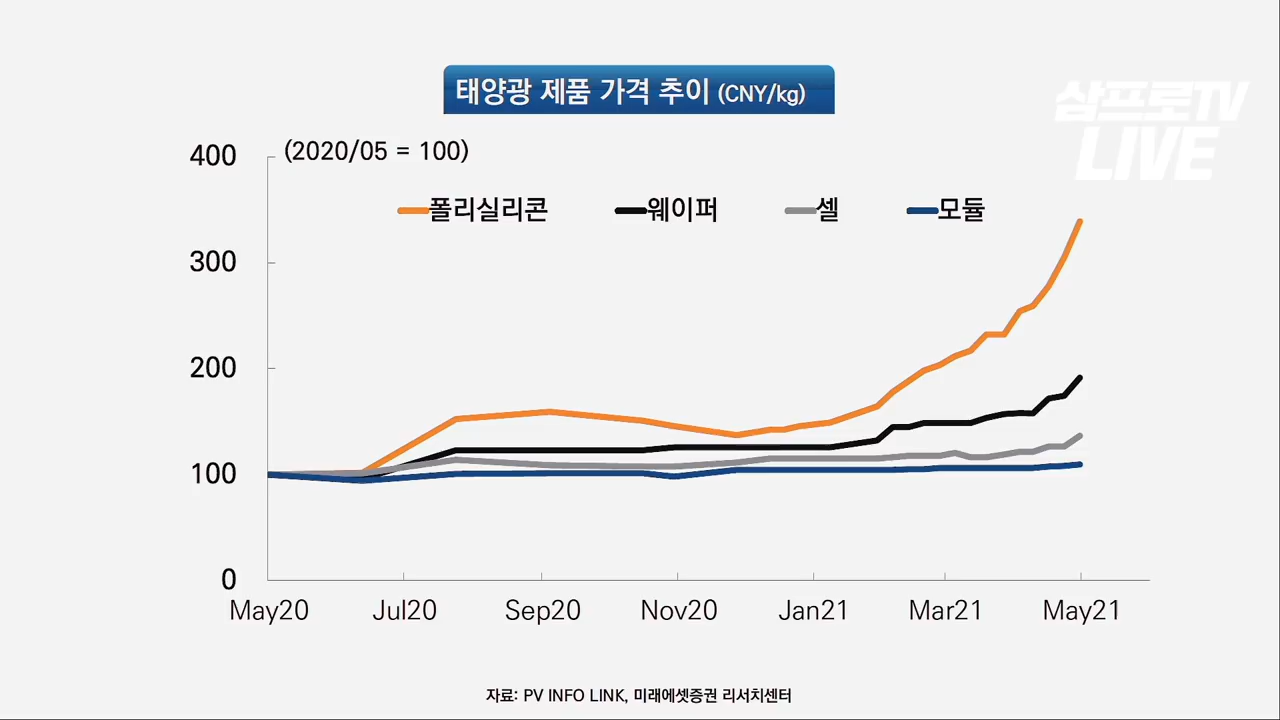 태양광 제품 가격 추이 (CNY/kg)
삼프로TV
LIVE
(2020/05 = 100)
폴리실리콘 웨이퍼 셀 모듈
400
300
200
100
0
May20 Jul20 Sep20 Nov20 Jan21 Mar21 May21
자료: PV INFO LINK, 미래에셋증권 리서치센터